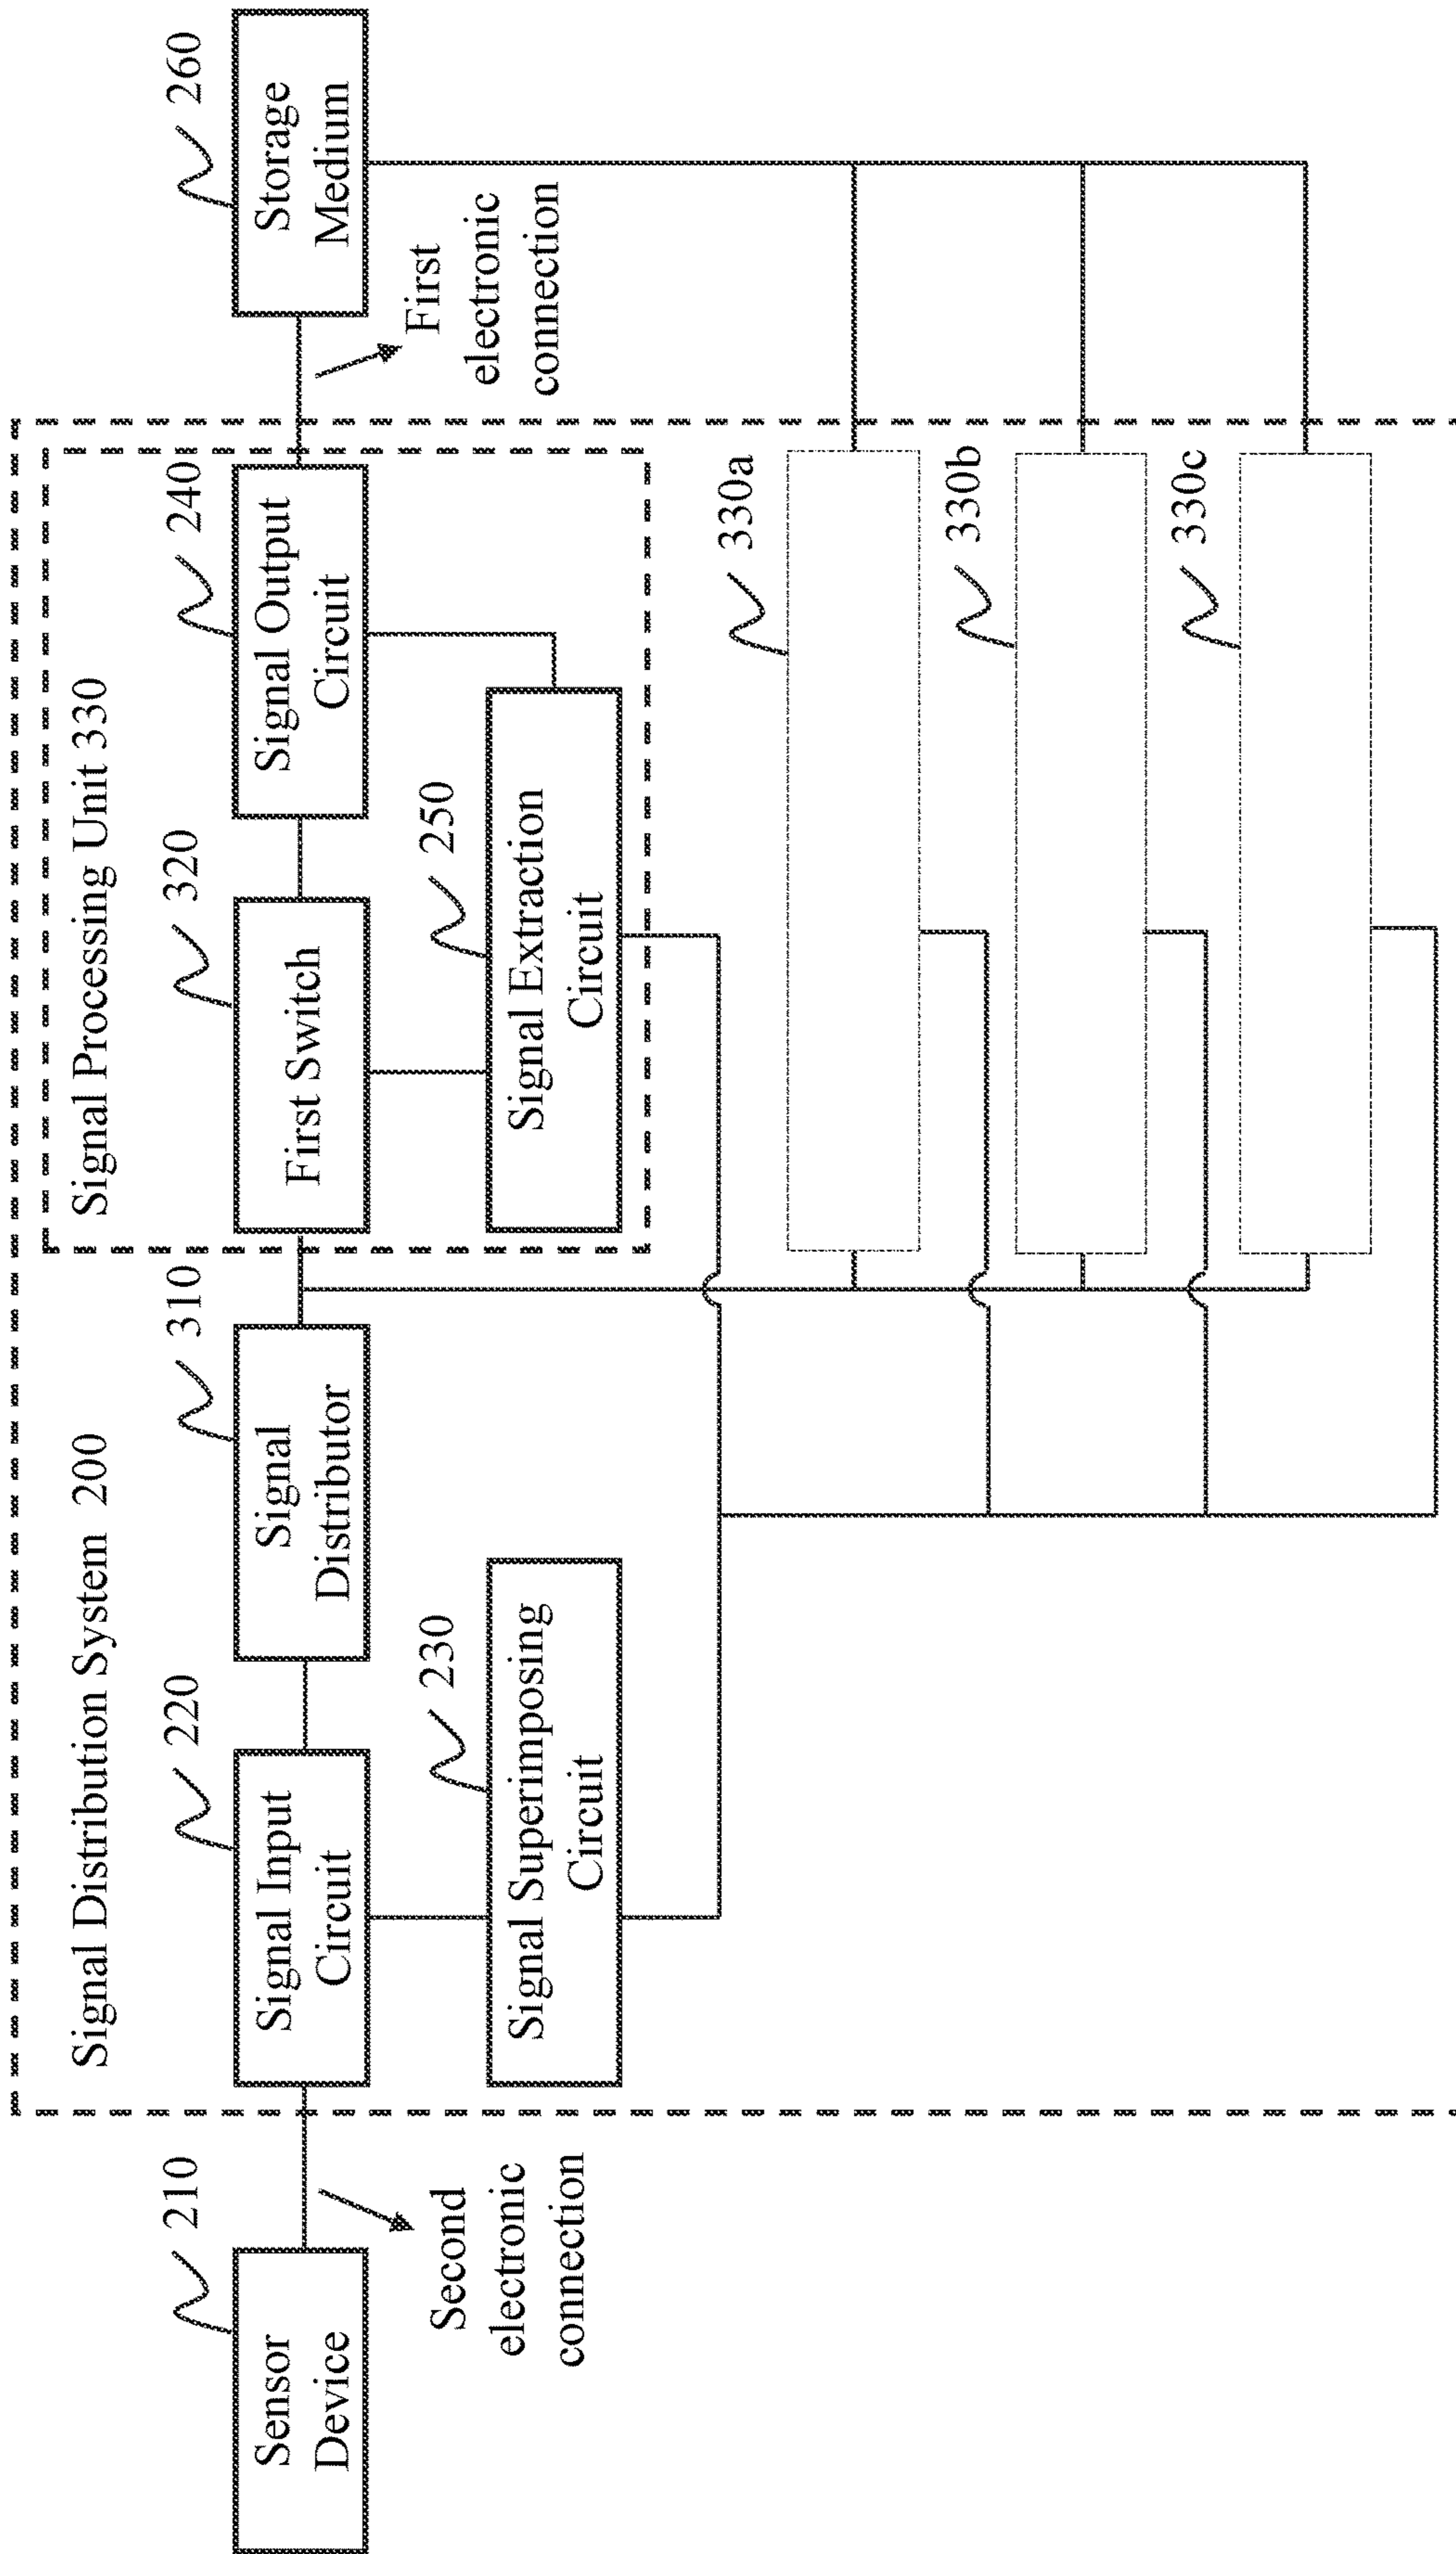 Signal Distribution System 200
Signal Processing Unit 330
210
220
310
320
240
260
Sensor
Device
Signal Input
Circuit
Signal
Distributor
First Switch
Signal Output
Circuit
Storage
Medium
Second
electronic
connection
230
250
First
electronic
connection
Signal Superimposing
Circuit
Signal Extraction
Circuit
330a
330b
330c